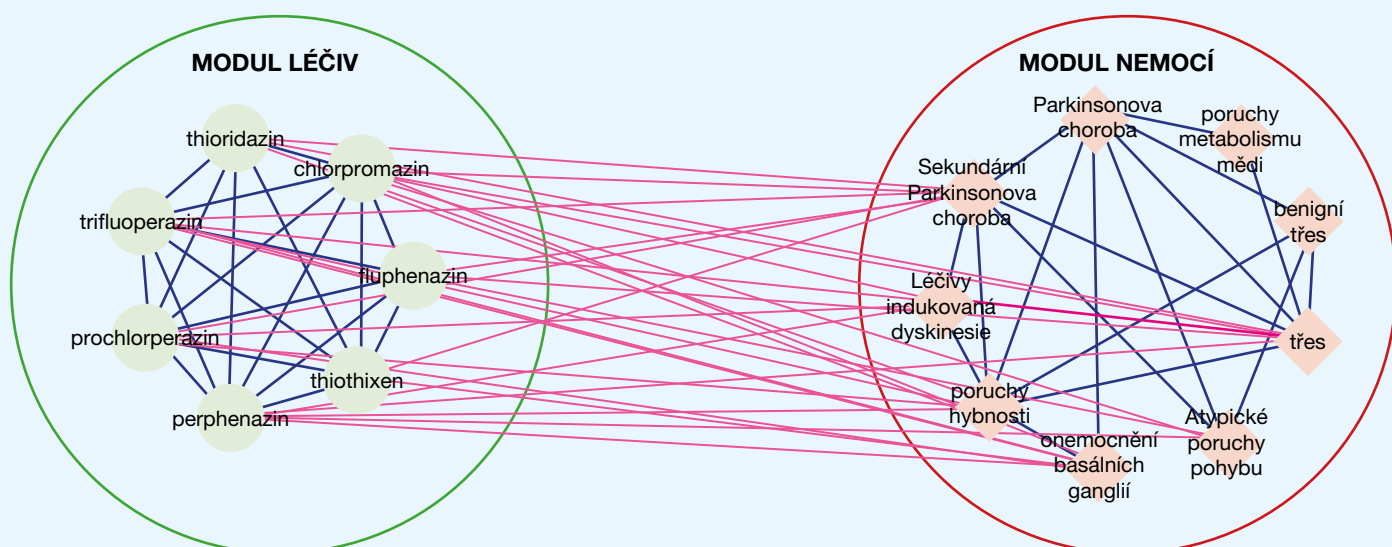 MODUL LÉČIV
thioridazin
chlorpromazin
trifluoperazin
fluphenazin
prochlorperazin
thiothixen
perphenazin
MODUL NEMOCÍ
Parkinsonova
choroba
poruchy
metabolismu
mědi
Sekundární
Parkinsonova
choroba
benigní
třes
Léčivy
indukovaná
dyskinesie
třes
poruchy
hybnosti
Atypické
poruchy
pohybu
onemocnění
basálních
ganglií